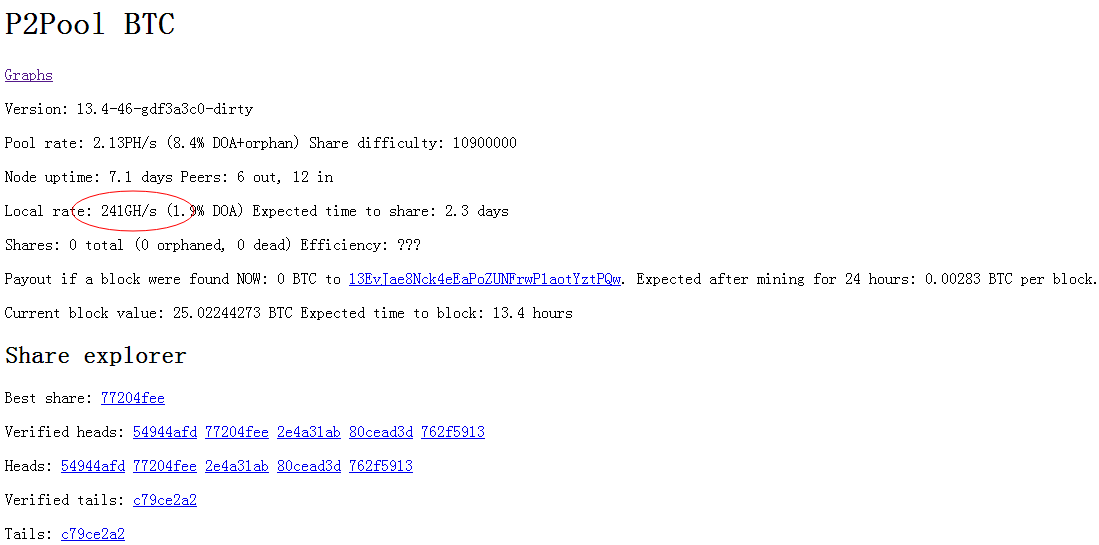 P2Pool BTC
Graphs
Version: 13.4-46-gdf3a3c0-dirty
Pool rate: 2.13PH/s (8.4% DOA+orphan) Share difficulty: 10900000
Node uptime: 7.1 days Peers: 6 out, 12 in
Local rate: 241GH/s (1.9% DOA) Expected time to share: 2.3 days
Shares: 0 total (0 orphaned, 0 dead) Efficiency: ???
Payout if a block were found NOW: 0 BTC to 13EvJae8Nck4eEaPoZUNFrwP1aotYztPQw. Expected after mining for 24 hours: 0.00283 BTC per block.
Current block value: 25.02244273 BTC Expected time to block: 13.4 hours
Share explorer
Best share: 77204fee
Verified heads: 54944afd 77204fee 2e4a31ab 80cead3d 762f5913
Heads: 54944afd 77204fee 2e4a31ab 80cead3d 762f5913
Verified tails: c79ce2a2
Tails: c79ce2a2